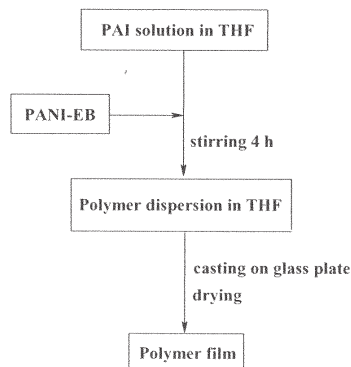 PAI solution in THF
PANI-EB
stirring 4 h
Polymer dispersion in THF
casting on glass plate
drying
Polymer film